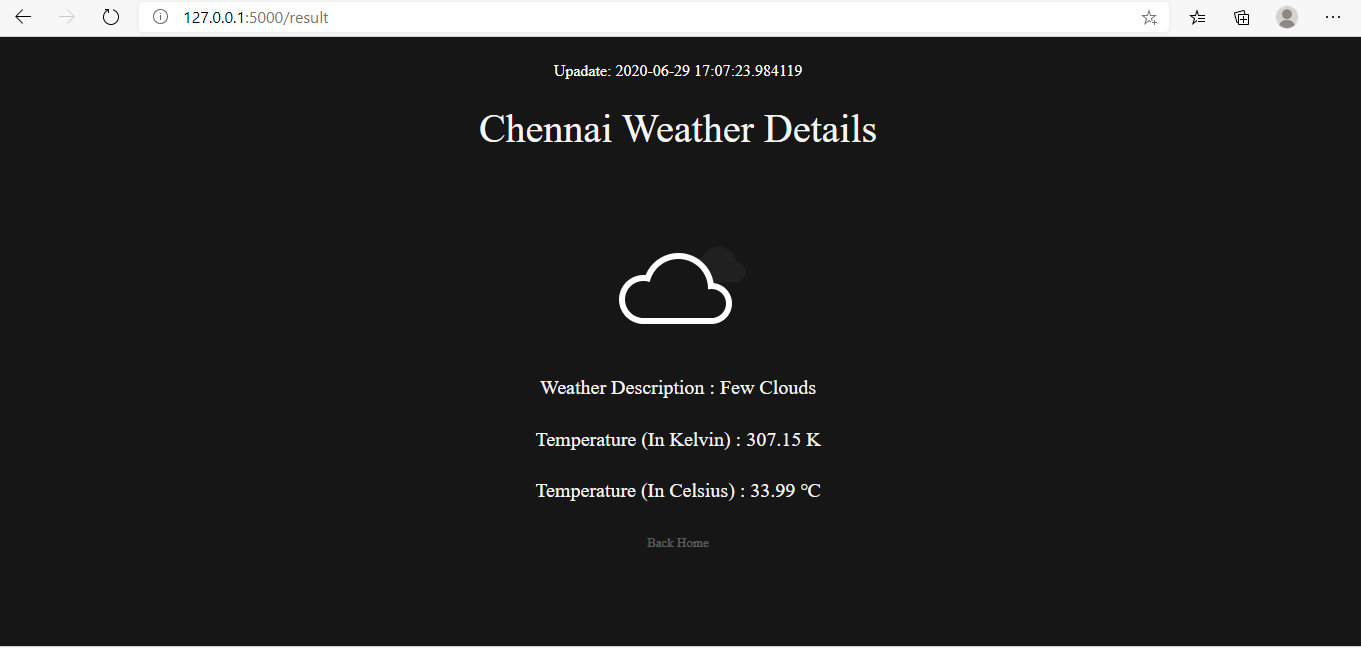 127.0.0.1:5000/result
Upadate: 2020-06-29 17:07:23.984119
Chennai Weather Details
Weather Description : Few Clouds
Temperature (In Kelvin) : 307.15 K
Temperature (In Celsius) : 33.99 °C
Back Home